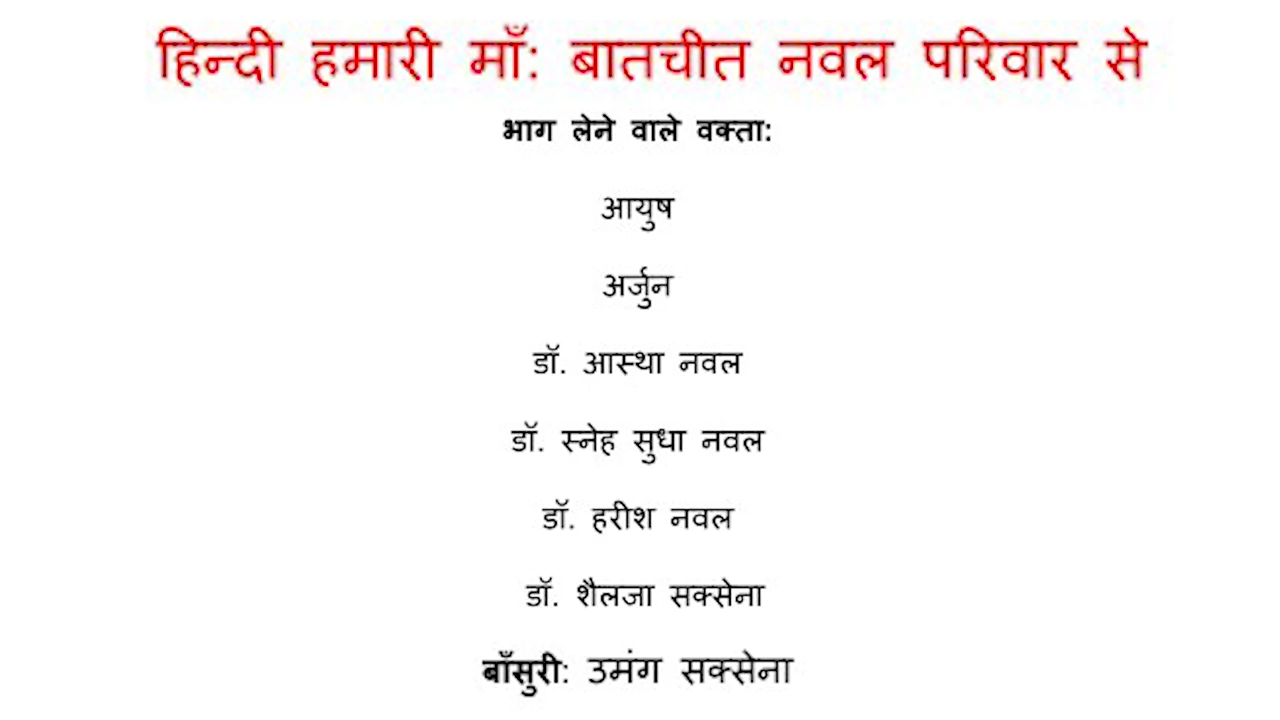 हिन्दी हमारी माँ: बातचीत नवल परिवार से
भाग लेने वाले वक्ता:
आयुष
अर्जुन
डॉ. आस्था नवल
डॉ. स्नेह सुधा नवल
डॉ. हरीश नवल
डॉ. शैलजा सक्सेना
बाँसुरी: उमंग सक्सेना